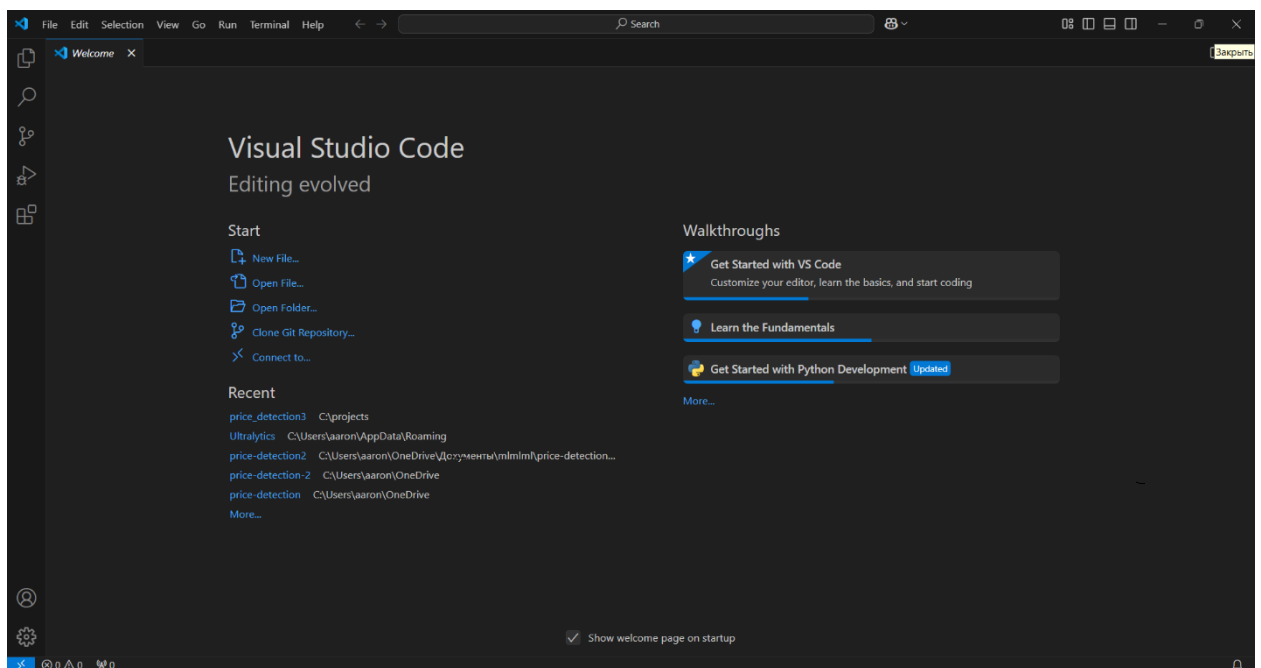 File Edit Selection View Go Run Terminal Help Search
Welcome
Закрыть
Visual Studio Code
Editing evolved
Start
New File...
Open File...
Open Folder...
Clone Git Repository...
Connect to...
Recent
price_detection3 C:\projects
Ultralytics C:\Users\aaron\AppData\Roaming
price-detection2 C:\Users\aaron\OneDrive\Документы\mlmlml\price-detection...
price-detection-2 C:\Users\aaron\OneDrive
price-detection C:\Users\aaron\OneDrive
More...
Walkthroughs
Get Started with VS Code
Customize your editor, learn the basics, and start coding
Learn the Fundamentals
Get Started with Python Development Updated
More...
Show welcome page on startup
0 0 0